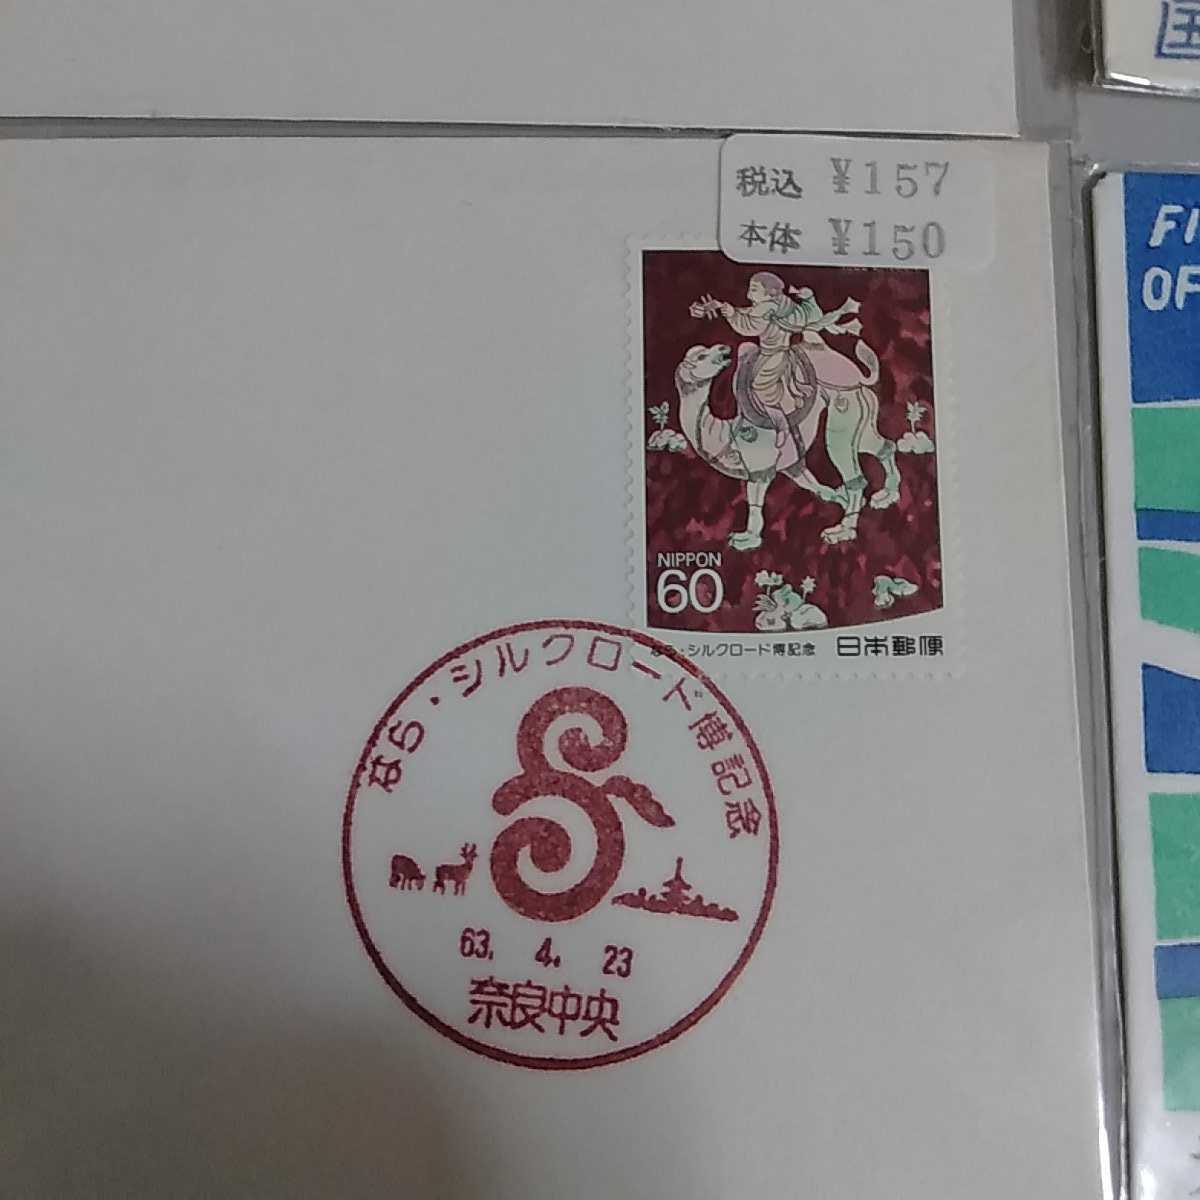 税込 ¥157
本体 ¥150
NIPPON
60
なら・シルクロード博記念 日本郵便
なら・シルクロード博記念
63. 4. 23
奈良中央
国
OF